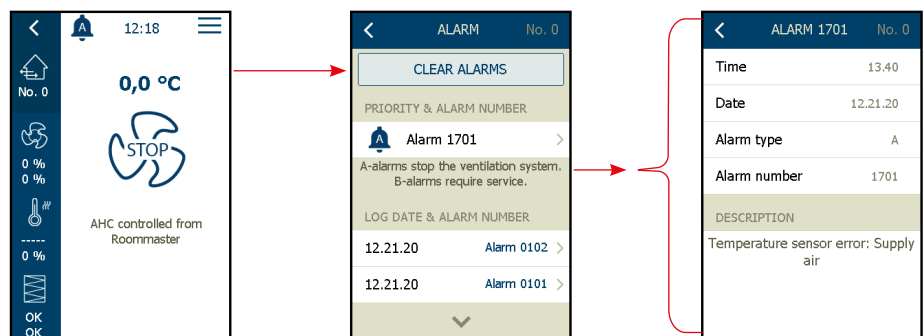 A
12:18
No. 0
0,0 °C
STOP
0 %
0 %
AHC controlled from
Roommaster
-----
0 %
OK
OK
ALARM No. 0
CLEAR ALARMS
PRIORITY & ALARM NUMBER
A Alarm 1701
A-alarms stop the ventilation system.
B-alarms require service.
LOG DATE & ALARM NUMBER
12.21.20 Alarm 0102
12.21.20 Alarm 0101
ALARM 1701 No. 0
Time 13.40
Date 12.21.20
Alarm type A
Alarm number 1701
DESCRIPTION
Temperature sensor error: Supply
air